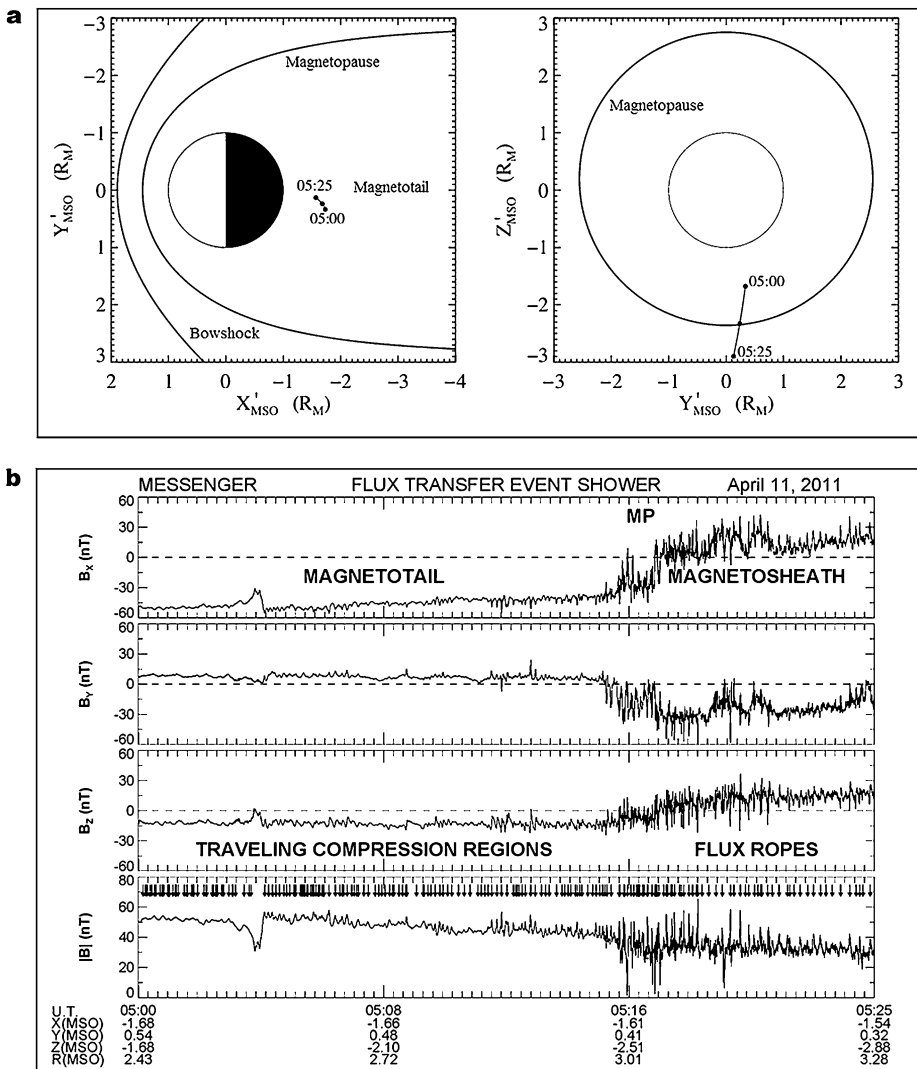 a
-3
-2
-1
0
1
2
3
Y'MSO (RM)
2 1 0 -1 -2 -3 -4
X'MSO (RM)
Magnetopause
05:25 Magnetotail
05:00
Bowshock
3
2
1
0
-1
-2
-3
Z'MSO (RM)
-3 -2 -1 0 1 2 3
Y'MSO (RM)
Magnetopause
05:00
05:25
b
MESSENGER FLUX TRANSFER EVENT SHOWER April 11, 2011
60
30
0
-30
-60
BX (nT)
MP
MAGNETOTAIL MAGNETOSHEATH
60
30
0
-30
-60
BY (nT)
60
30
0
-30
-60
BZ (nT)
TRAVELING COMPRESSION REGIONS FLUX ROPES
80
60
40
20
0
|B| (nT)
U.T. 05:00 05:08 05:16 05:25
X(MSO) -1.68 -1.66 -1.61 -1.54
Y(MSO) 0.54 0.48 0.41 0.32
Z(MSO) -1.68 -2.10 -2.51 -2.88
R(MSO) 2.43 2.72 3.01 3.28